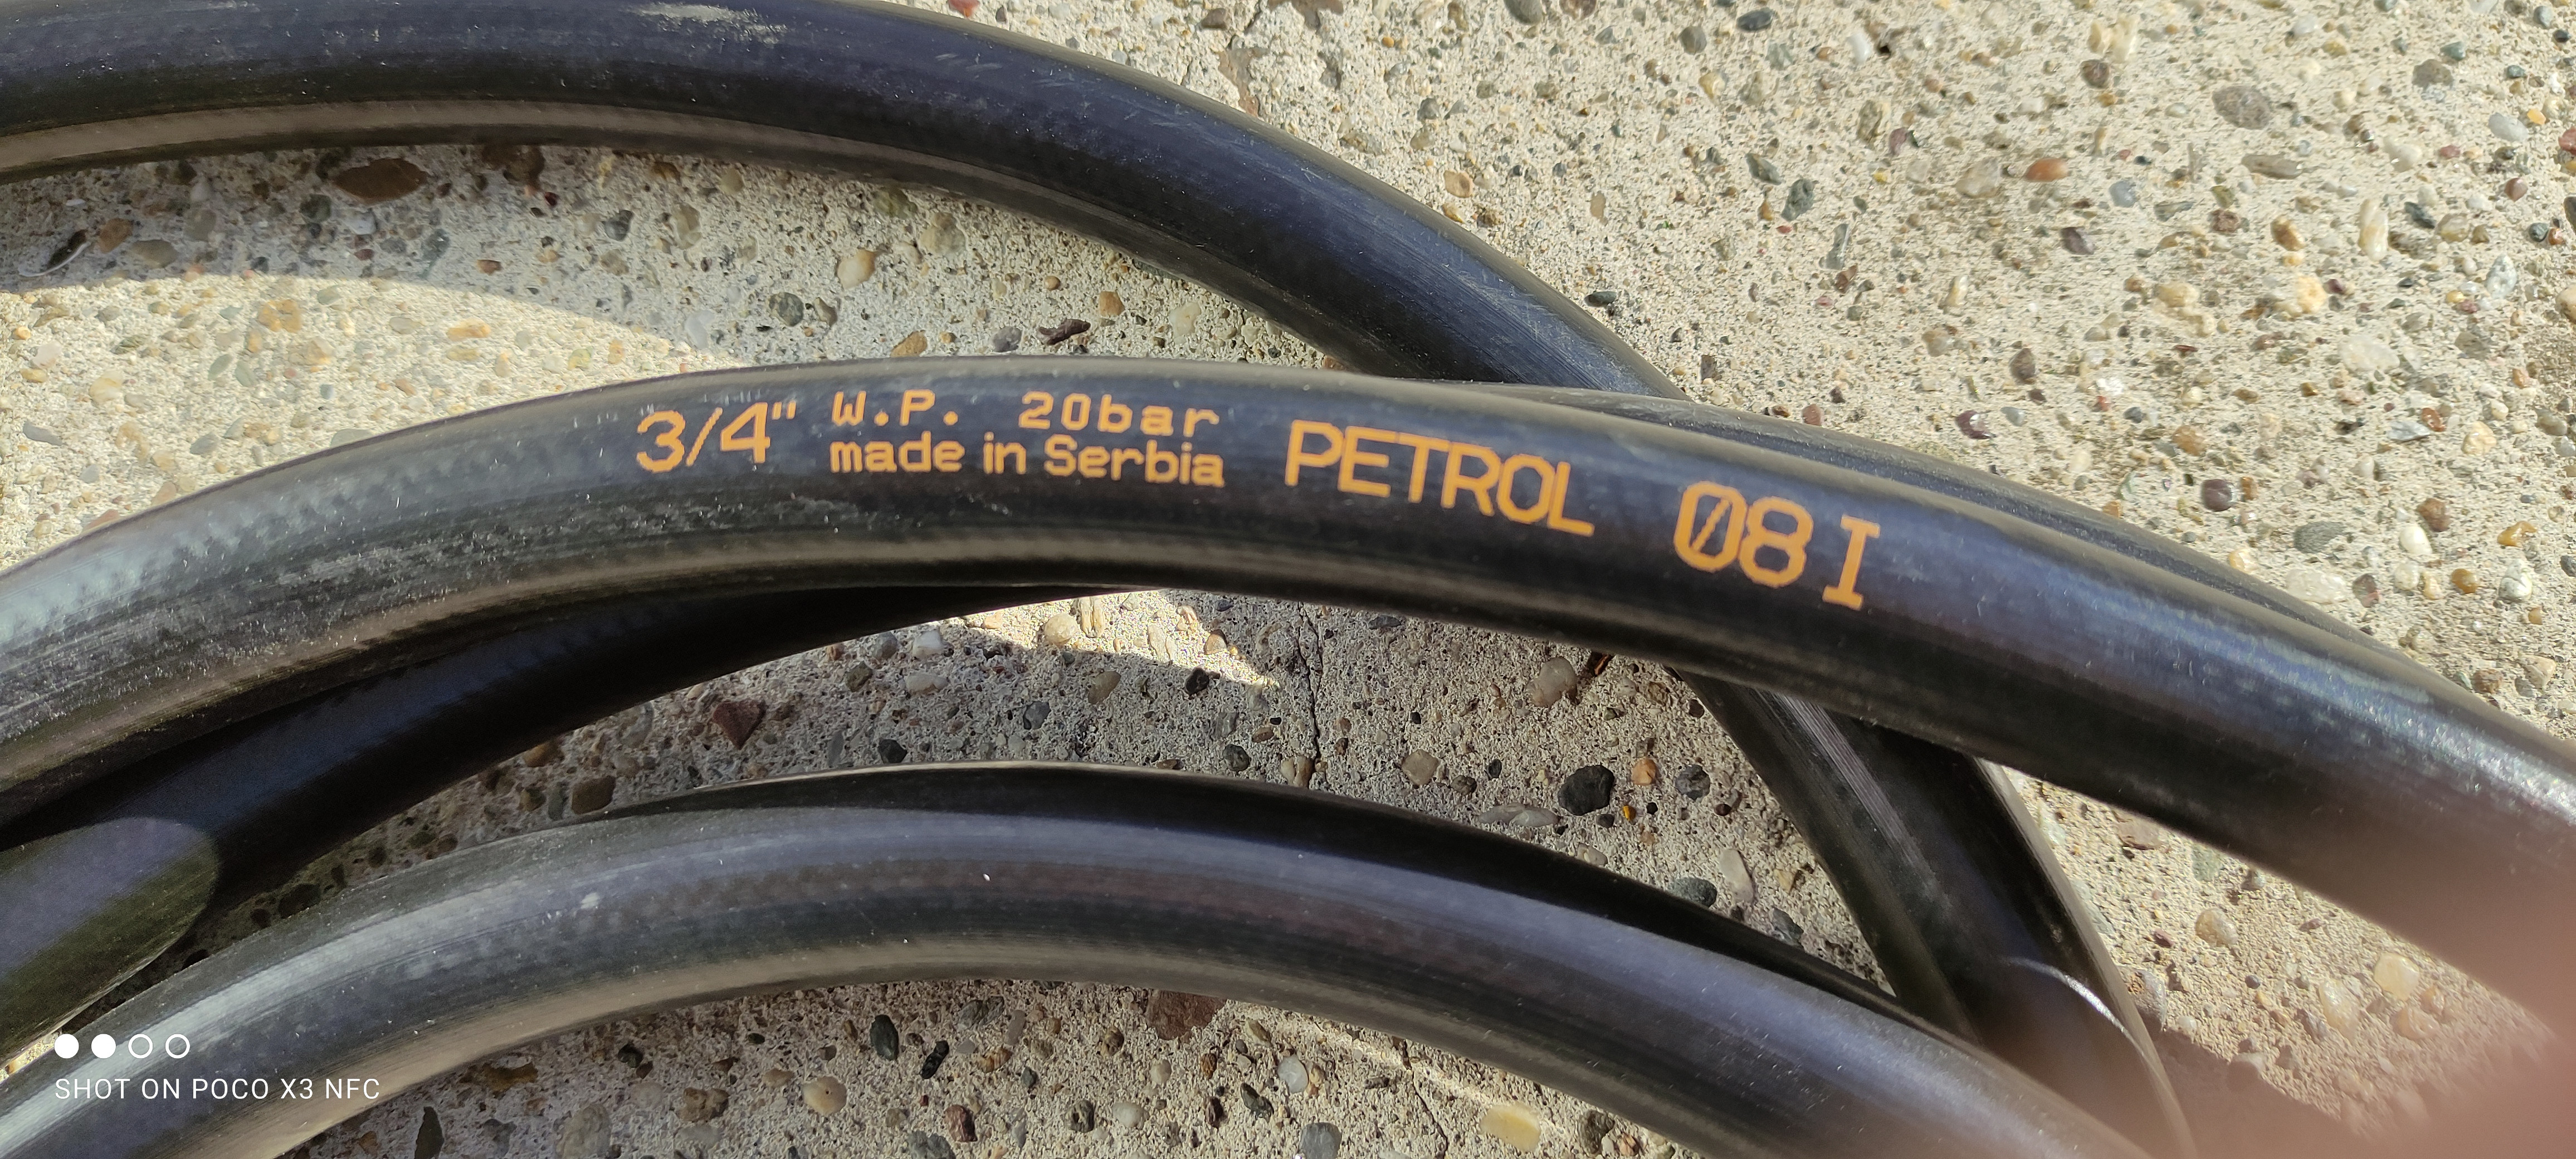 3/4" W.P. 20bar
made in Serbia
PETROL 08 I
SHOT ON POCO X3 NFC